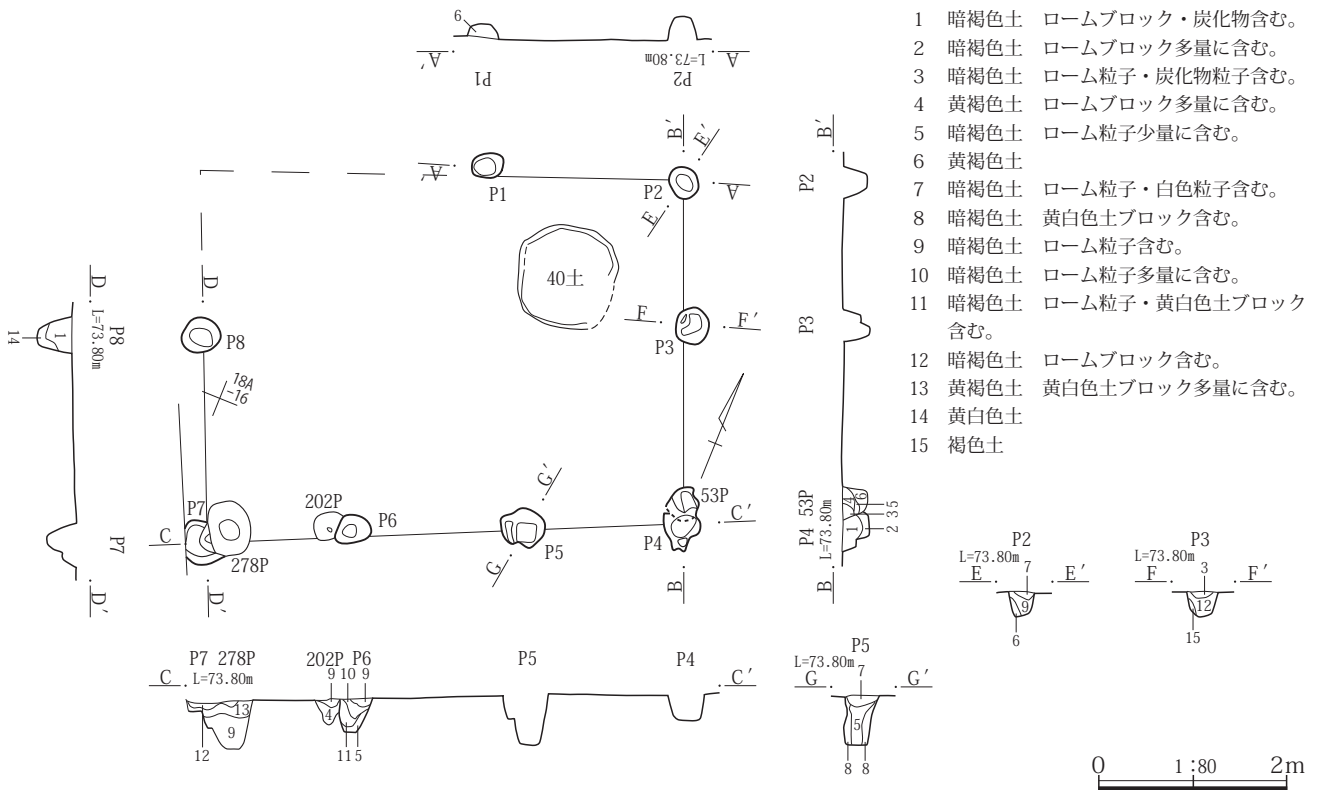 1 暗褐色土 ロームブロック・炭化物含む。
2 暗褐色土 ロームブロック多量に含む。
3 暗褐色土 ローム粒子・炭化物粒子含む。
4 黄褐色土 ロームブロック多量に含む。
5 暗褐色土 ローム粒子少量に含む。
6 黄褐色土
7 暗褐色土 ローム粒子・白色粒子含む。
8 暗褐色土 黄白色土ブロック含む。
9 暗褐色土 ローム粒子含む。
10 暗褐色土 ローム粒子多量に含む。
11 暗褐色土 ローム粒子・黄白色土ブロック
含む。
12 暗褐色土 ロームブロック含む。
13 黄褐色土 黄白色土ブロック多量に含む。
14 黄白色土
15 褐色土
6
A′ A
L=73.80m
P1 P2
B′ E′ B′
A′ A
P1 P2 P2
E
40土
D D
F F′
P3 P3
L=73.80m
P8 P8
1
14
18A
-16
G′
202P 53P
P7 P6 C′
C P5 P4
278P
G
P7
D′ D′ B B
P4 53P
L=73.80m
4 6
1
2 3 5
P7 278P 202P P6 P5 P4
C L=73.80m 9 10 9 C′
13 4
9
12 11 5
P5
L=73.80m 7
G G′
5
8 8
P2
L=73.80m 7
E E′
9
6
P3
L=73.80m 3
F F′
12
15
0 1:80 2m